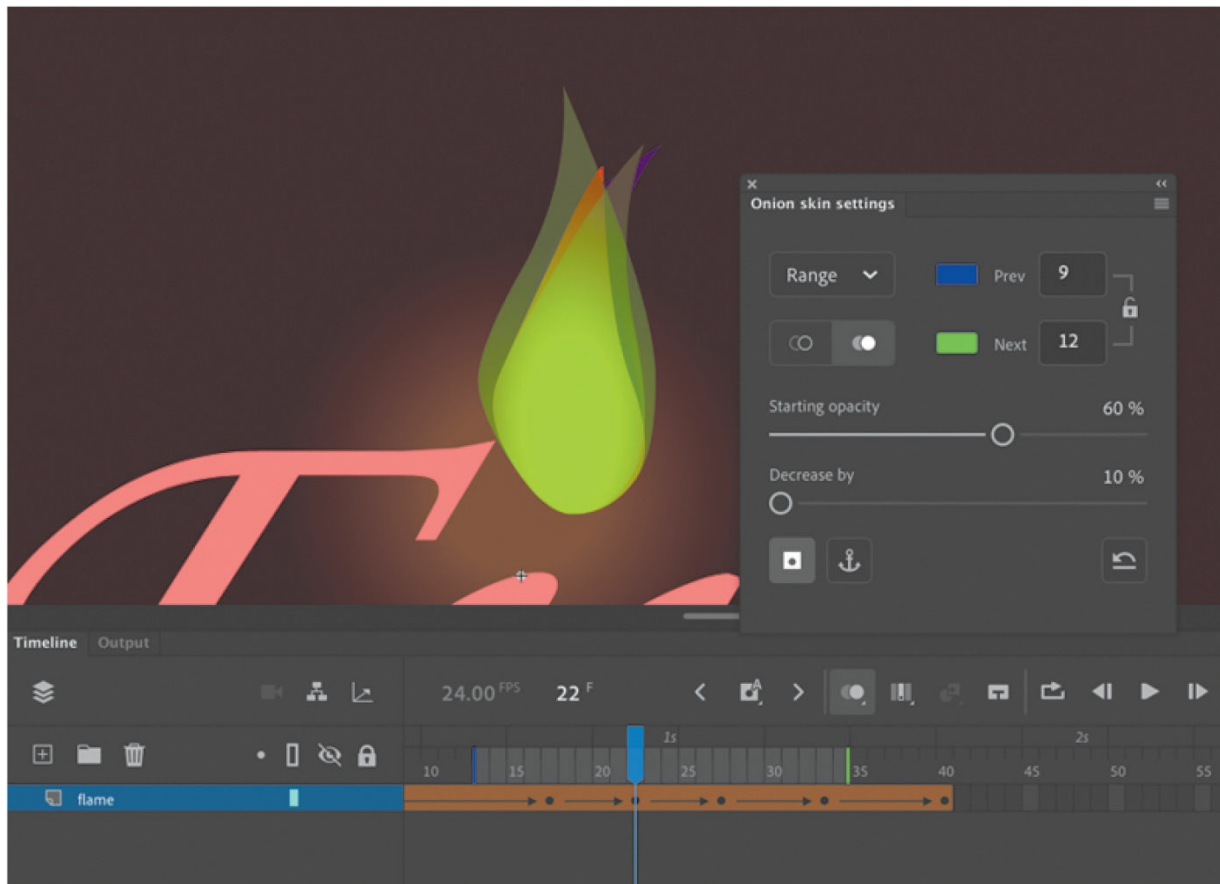 Onion skin settings
Range
Prev
9
Next
12
Starting opacity
60 %
Decrease by
10 %
Timeline
Output
24.00 FPS
22 F
A
1s
2s
10
15
20
25
30
35
40
45
50
55
flame